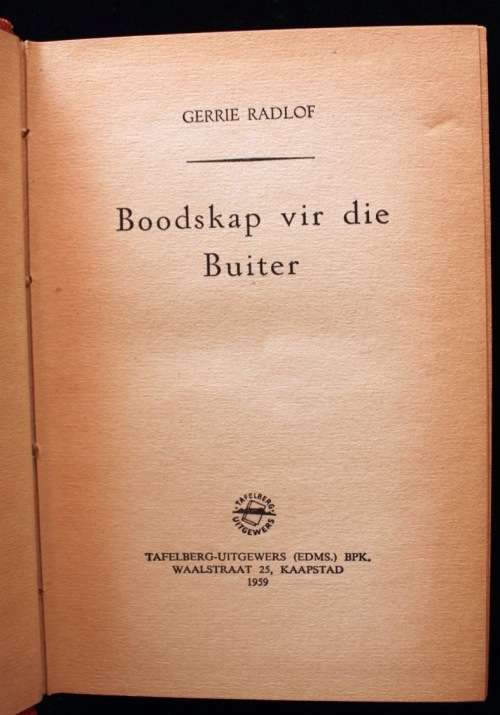 GERRIE RADLOF
Boodskap vir die
Buiter
TAFELBERG-
UITGEWERS
TAFELBERG-UITGEWERS (EDMS.) BPK.
WAALSTRAAT 25, KAAPSTAD
1959